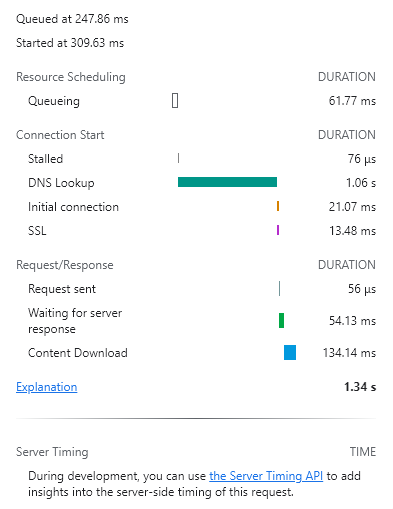 Queued at 247.86 ms
Started at 309.63 ms
Resource Scheduling DURATION
Queueing 61.77 ms
Connection Start DURATION
Stalled 76 μs
DNS Lookup 1.06 s
Initial connection 21.07 ms
SSL 13.48 ms
Request/Response DURATION
Request sent 56 μs
Waiting for server
response 54.13 ms
Content Download 134.14 ms
Explanation 1.34 s
Server Timing TIME
During development, you can use the Server Timing API to add
insights into the server-side timing of this request.